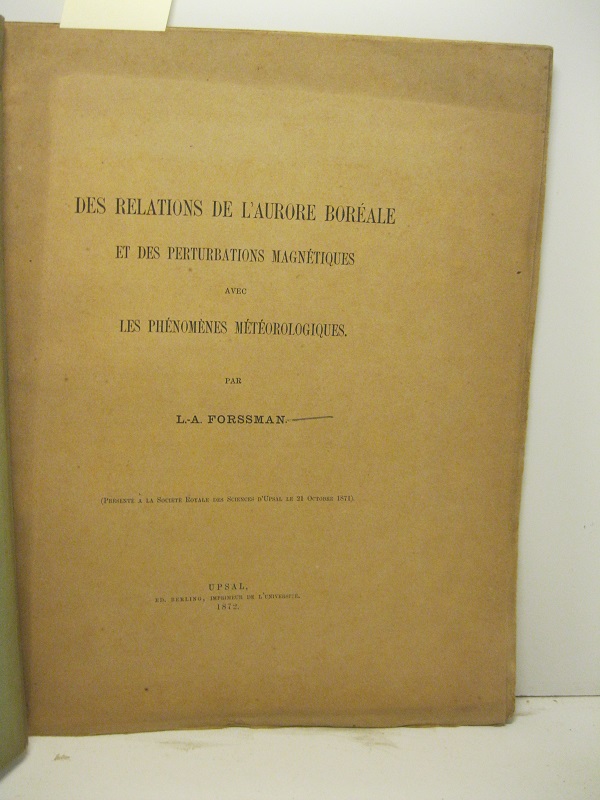 DES RELATIONS DE L'AURORE BORÉALE
ET DES PERTURBATIONS MAGNÉTIQUES
AVEC
LES PHÉNOMÈNES MÉTÉOROLOGIQUES.
PAR
L.-A. FORSSMAN.
(PRÉSENTÉ A LA SOCIÉTÉ ROYALE DES SCIENCES D'UPSAL LE 21 OCTOBRE 1871)
UPSAL,
ED. BERLING, IMPRIMEUR DE L'UNIVERSITÉ.
1872.